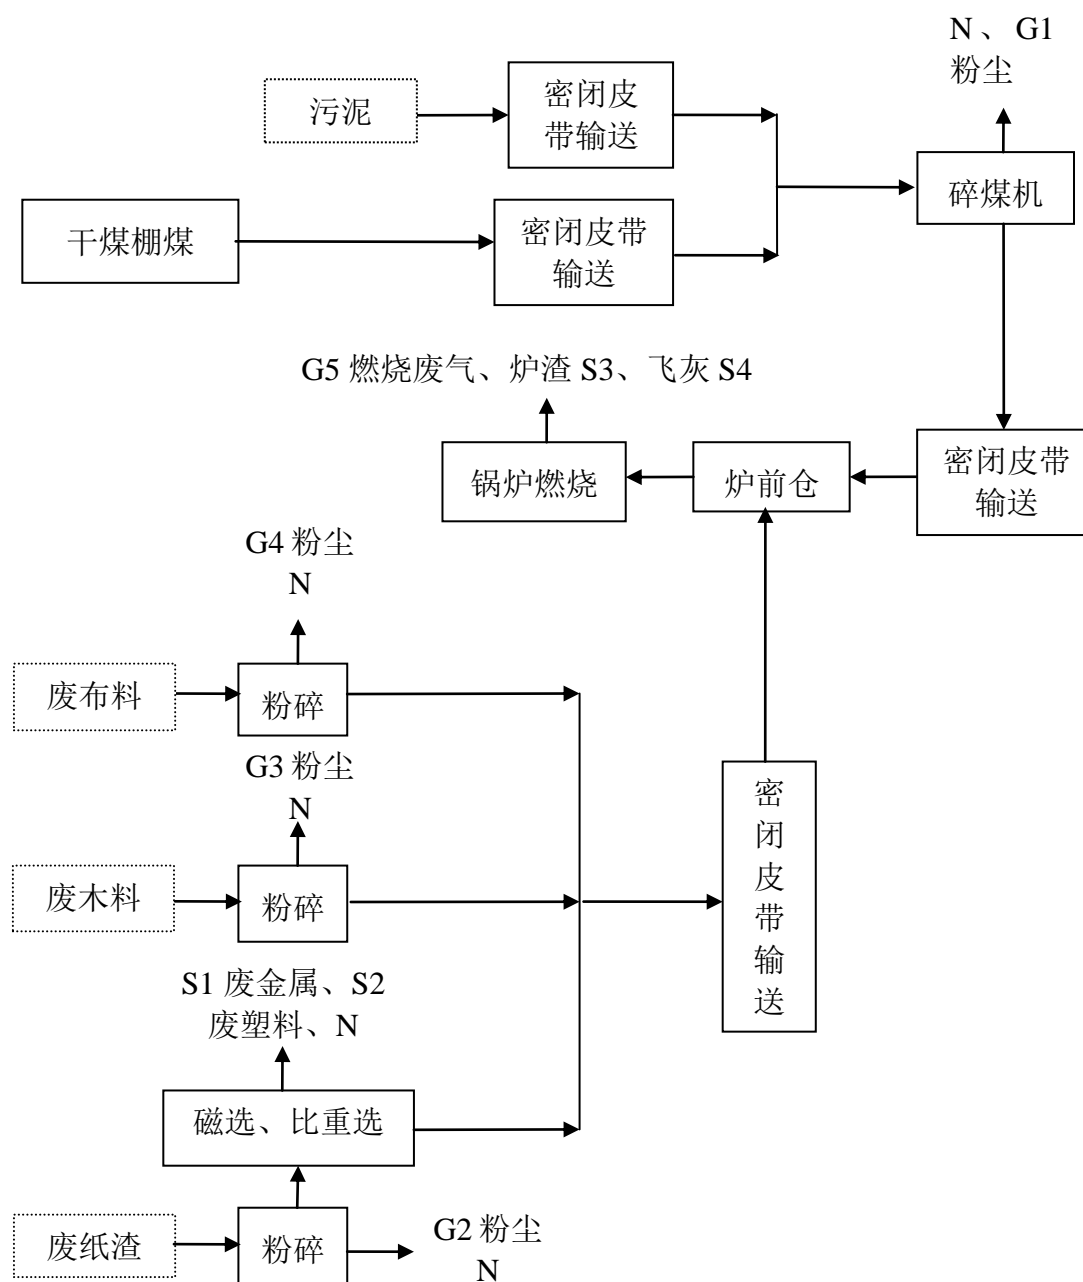 N 、 G1
粉尘
污泥
密闭皮
带输送
碎煤机
干煤棚煤
密闭皮带
输送
G5 燃烧废气、炉渣 S3、飞灰 S4
锅炉燃烧
炉前仓
密闭皮带
输送
G4 粉尘
N
废布料
粉碎
G3 粉尘
N
废木料
粉碎
密
闭
皮
带
输
送
S1 废金属、S2
废塑料、N
磁选、比重选
废纸渣
粉碎
G2 粉尘
N